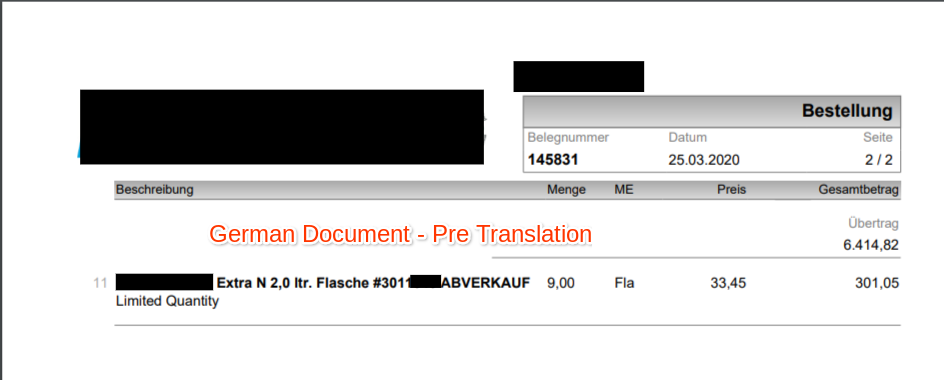 Bestellung
Belegnummer Datum Seite
145831 25.03.2020 2 / 2
Beschreibung Menge ME Preis Gesamtbetrag
Übertrag
German Document - Pre Translation
6.414,82
11 Extra N 2,0 ltr. Flasche #3011 ABVERKAUF 9,00 Fla 33,45 301,05
Limited Quantity